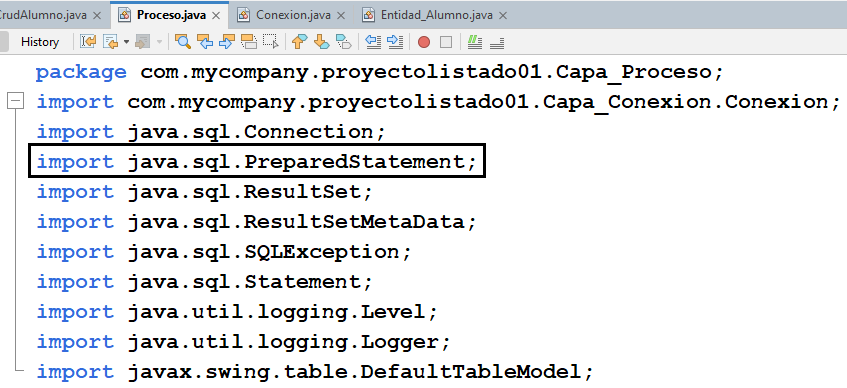 CrudAlumno.java Proceso.java Conexion.java Entidad_Alumno.java
History
package com.mycompany.proyectolistado01.Capa_Proceso;
import com.mycompany.proyectolistado01.Capa_Conexion.Conexion;
import java.sql.Connection;
import java.sql.PreparedStatement;
import java.sql.ResultSet;
import java.sql.ResultSetMetaData;
import java.sql.SQLException;
import java.sql.Statement;
import java.util.logging.Level;
import java.util.logging.Logger;
import javax.swing.table.DefaultTableModel;